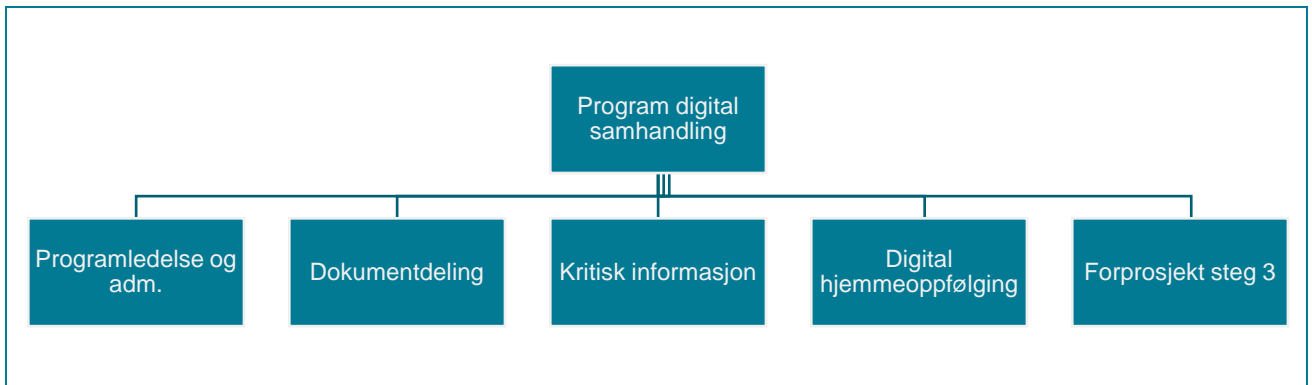 Program digital
samhandling
Programledelse og
adm.
Dokumentdeling
Kritisk informasjon
Digital
hjemmeoppfølging
Forprosjekt steg 3